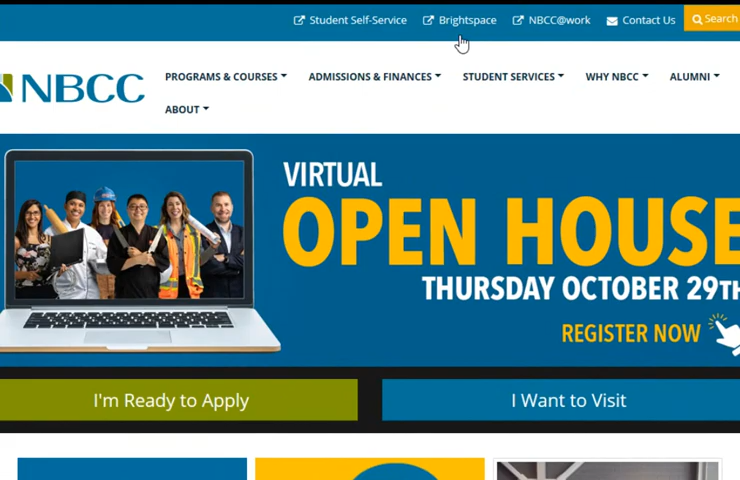 Student Self-Service Brightspace NBCC@work Contact Us Search
NBCC
PROGRAMS & COURSES ADMISSIONS & FINANCES STUDENT SERVICES WHY NBCC ALUMNI
ABOUT
VIRTUAL
OPEN HOUSE
THURSDAY OCTOBER 29TH
REGISTER NOW
I'm Ready to Apply I Want to Visit